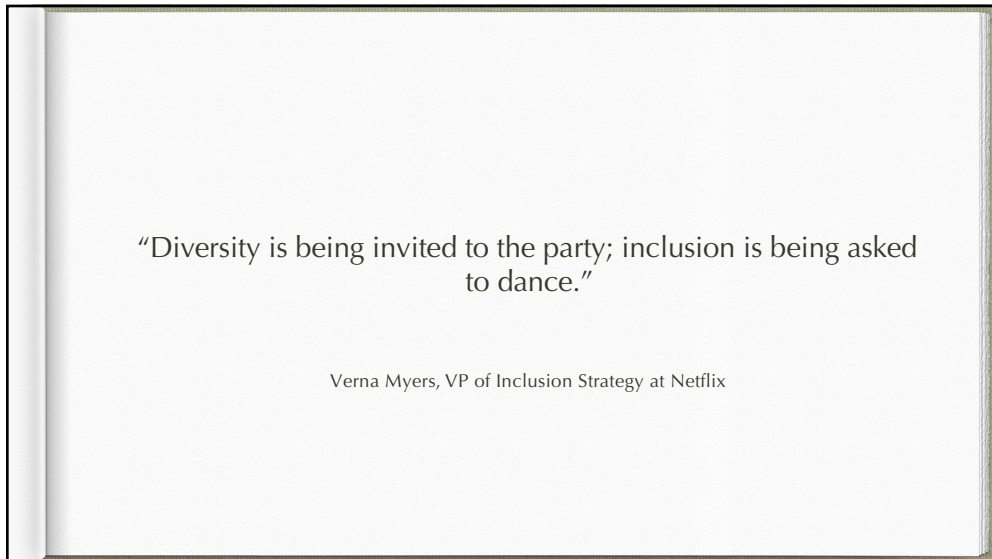 “Diversity is being invited to the party; inclusion is being asked
to dance.”
Verna Myers, VP of Inclusion Strategy at Netflix